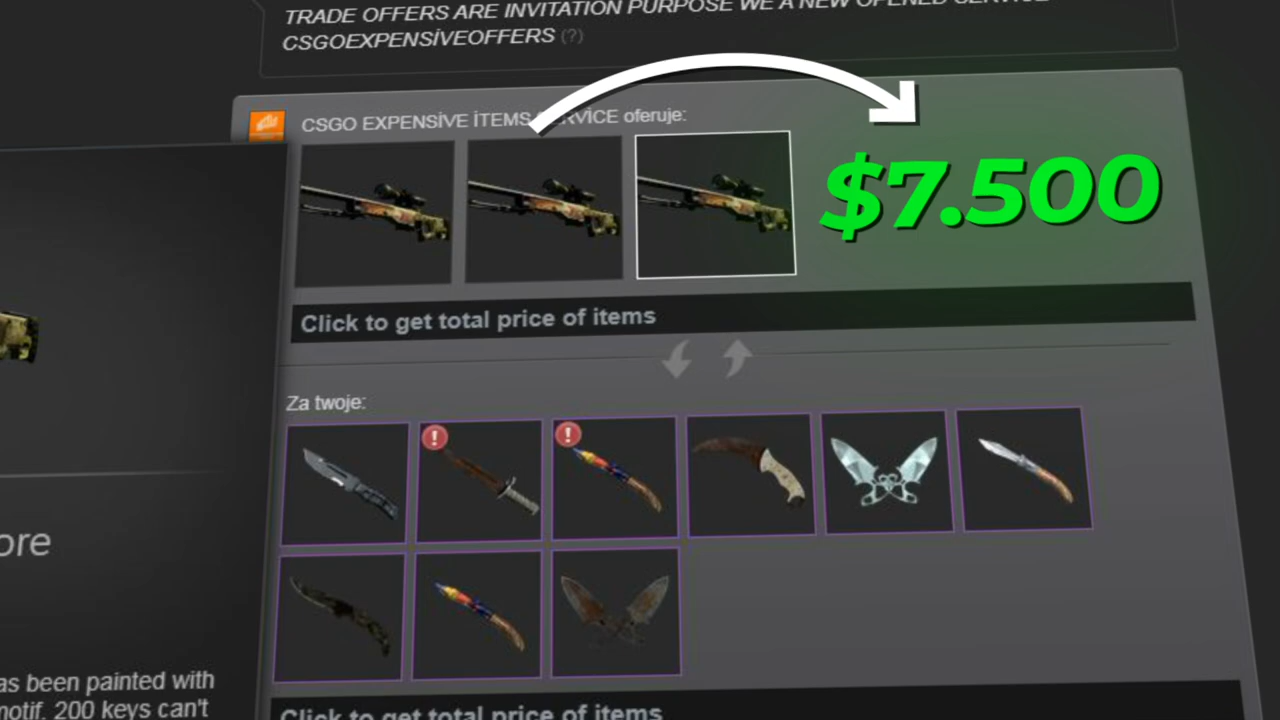 TRADE OFFERS ARE INVITATION PURPOSE WE A NEW OPENED SERVICE
CSGOEXPENSİVEOFFERS (?)
CSGO EXPENSİVE İTEMS SERVİCE oferuje:
$7.500
Click to get total price of items
Za twoje:
!
!
ore
as been painted with
motif. 200 keys can't
Click to get total price of items